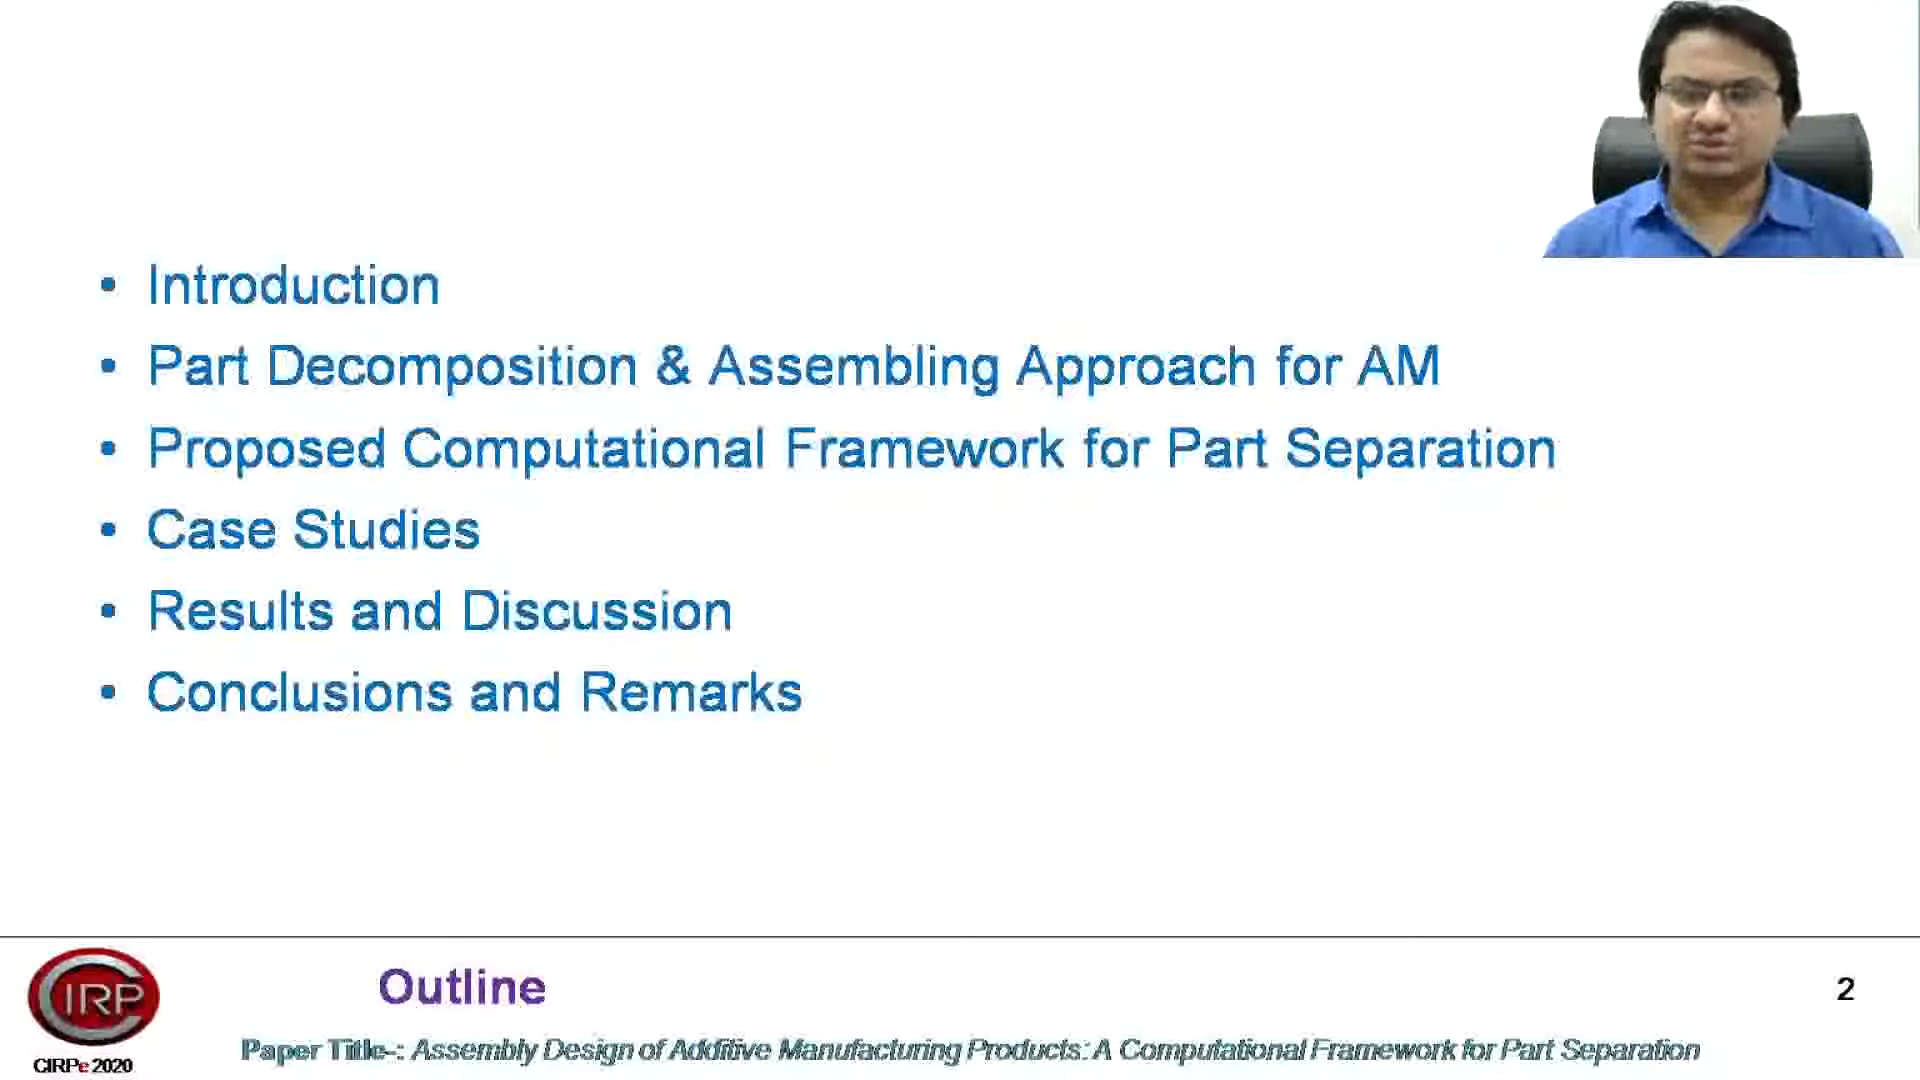 • Introduction
• Part Decomposition & Assembling Approach for AM
• Proposed Computational Framework for Part Separation
• Case Studies
• Results and Discussion
• Conclusions and Remarks
CIRP
CIRPe 2020
Outline
2
Paper Title-: Assembly Design of Additive Manufacturing Products: A Computational Framework for Part Separation